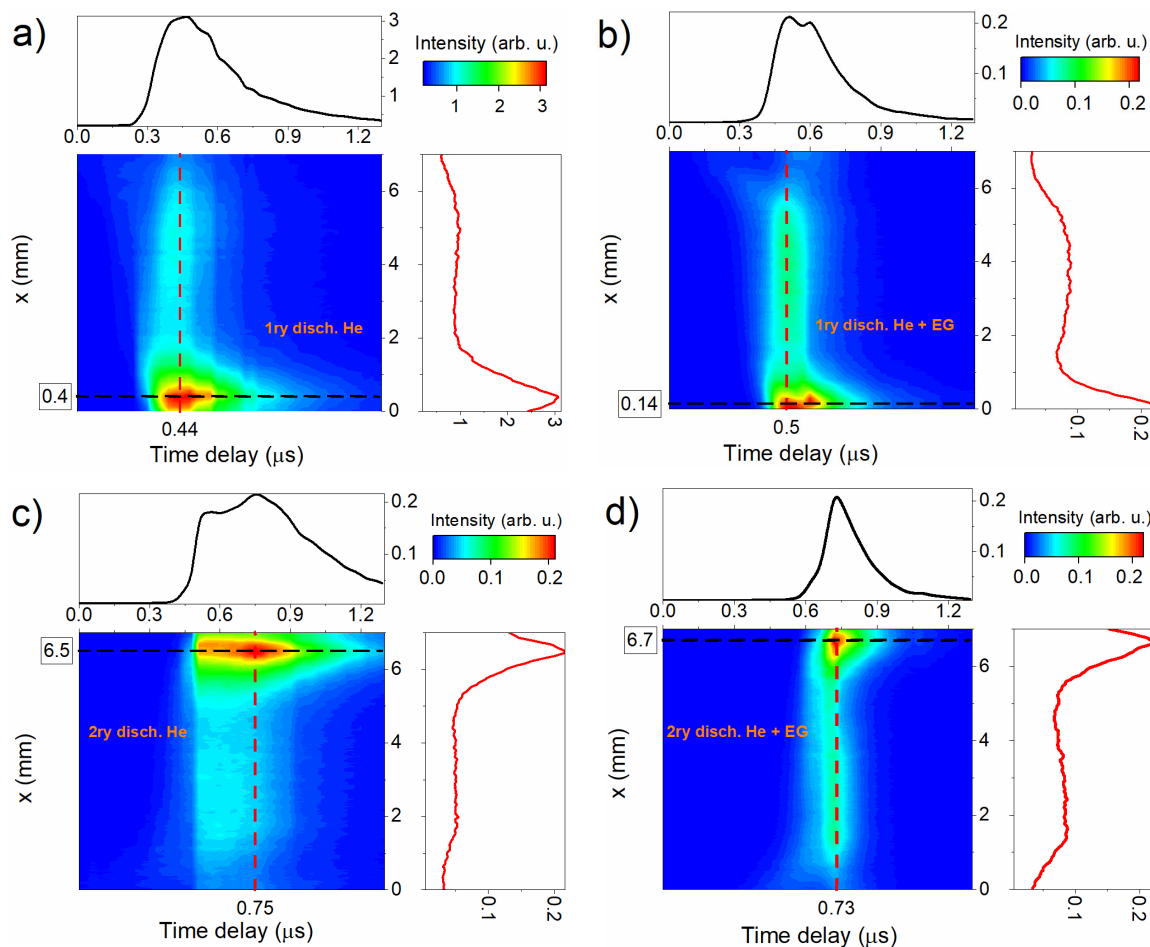 a)
3
2
1
Intensity (arb. u.)
1 2 3
0.0 0.3 0.6 0.9 1.2
6
4
2
0
x (mm)
1ry disch. He
0.4
0.44
Time delay (μs)
1 2 3
b)
0.2
0.1
Intensity (arb. u.)
0.0 0.1 0.2
0.0 0.3 0.6 0.9 1.2
6
4
2
0
x (mm)
1ry disch. He + EG
0.14
0.5
Time delay (μs)
0.1 0.2
c)
0.2
0.1
Intensity (arb. u.)
0.0 0.1 0.2
0.0 0.3 0.6 0.9 1.2
6.5
6
4
2
0
x (mm)
2ry disch. He
0.75
Time delay (μs)
0.1 0.2
d)
0.2
0.1
Intensity (arb. u.)
0.0 0.1 0.2
0.0 0.3 0.6 0.9 1.2
6.7
6
4
2
0
x (mm)
2ry disch. He + EG
0.73
Time delay (μs)
0.1 0.2